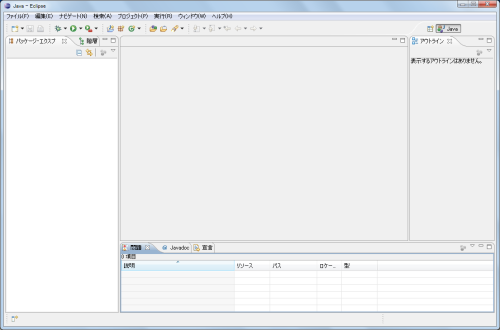 Java - Eclipse
ファイル(F) 編集(E) ナビゲート(N) 検索(A) プロジェクト(P) 実行(R) ウィンドウ(W) ヘルプ(H)
Java
パッケージ・エクスプ 階層
アウトライン
表示するアウトラインはありません。
問題 Javadoc 宣言
0 項目
説明 リソース パス ロケー... 型